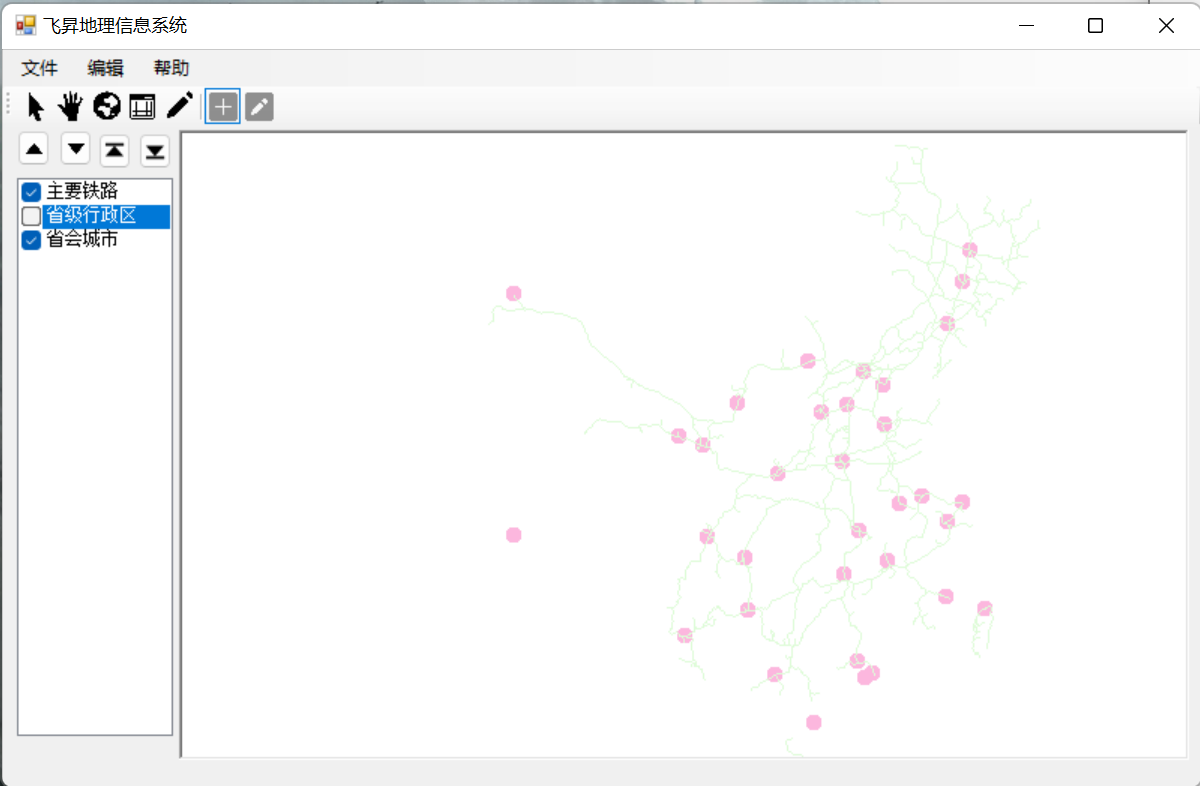 飞昇地理信息系统
文件 编辑 帮助
主要铁路
省级行政区
省会城市